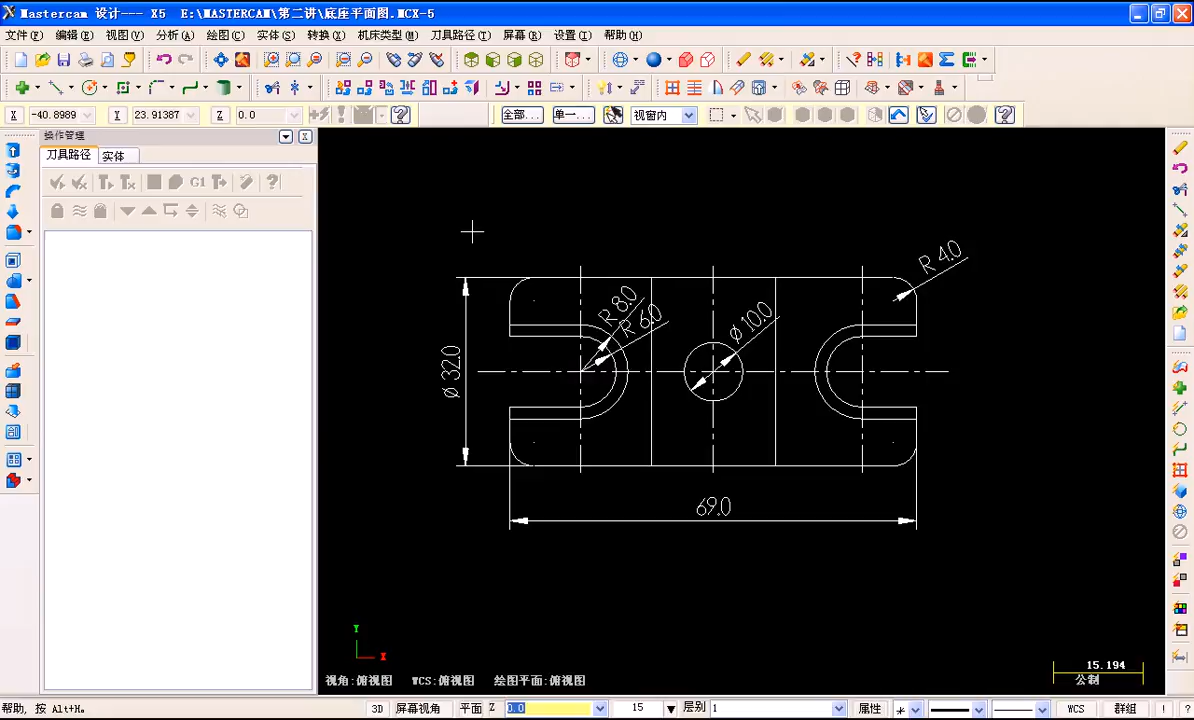 Mastercam 设计--- X5 E:\MASTERCAM\第二讲\底座平面图.MCX-5
文件(F) 编辑(E) 视图(V) 分析(A) 绘图(C) 实体(S) 转换(X) 机床类型(M) 刀具路径(T) 屏幕(R) 设置(I) 帮助(H)
X -40.8989 Y 23.91387 Z 0.0 全部... 单一... 视窗内
操作管理
刀具路径 实体
G1
R 4.0
R 8.0
R 6.0
Ø 10.0
Ø 32.0
69.0
Y
X
15.194
公制
视角:俯视图 WCS:俯视图 绘图平面:俯视图
帮助, 按 Alt+H。 3D 屏幕视角 平面 Z 0.0 15 层别 1 属性 WCS 群组 ! ?